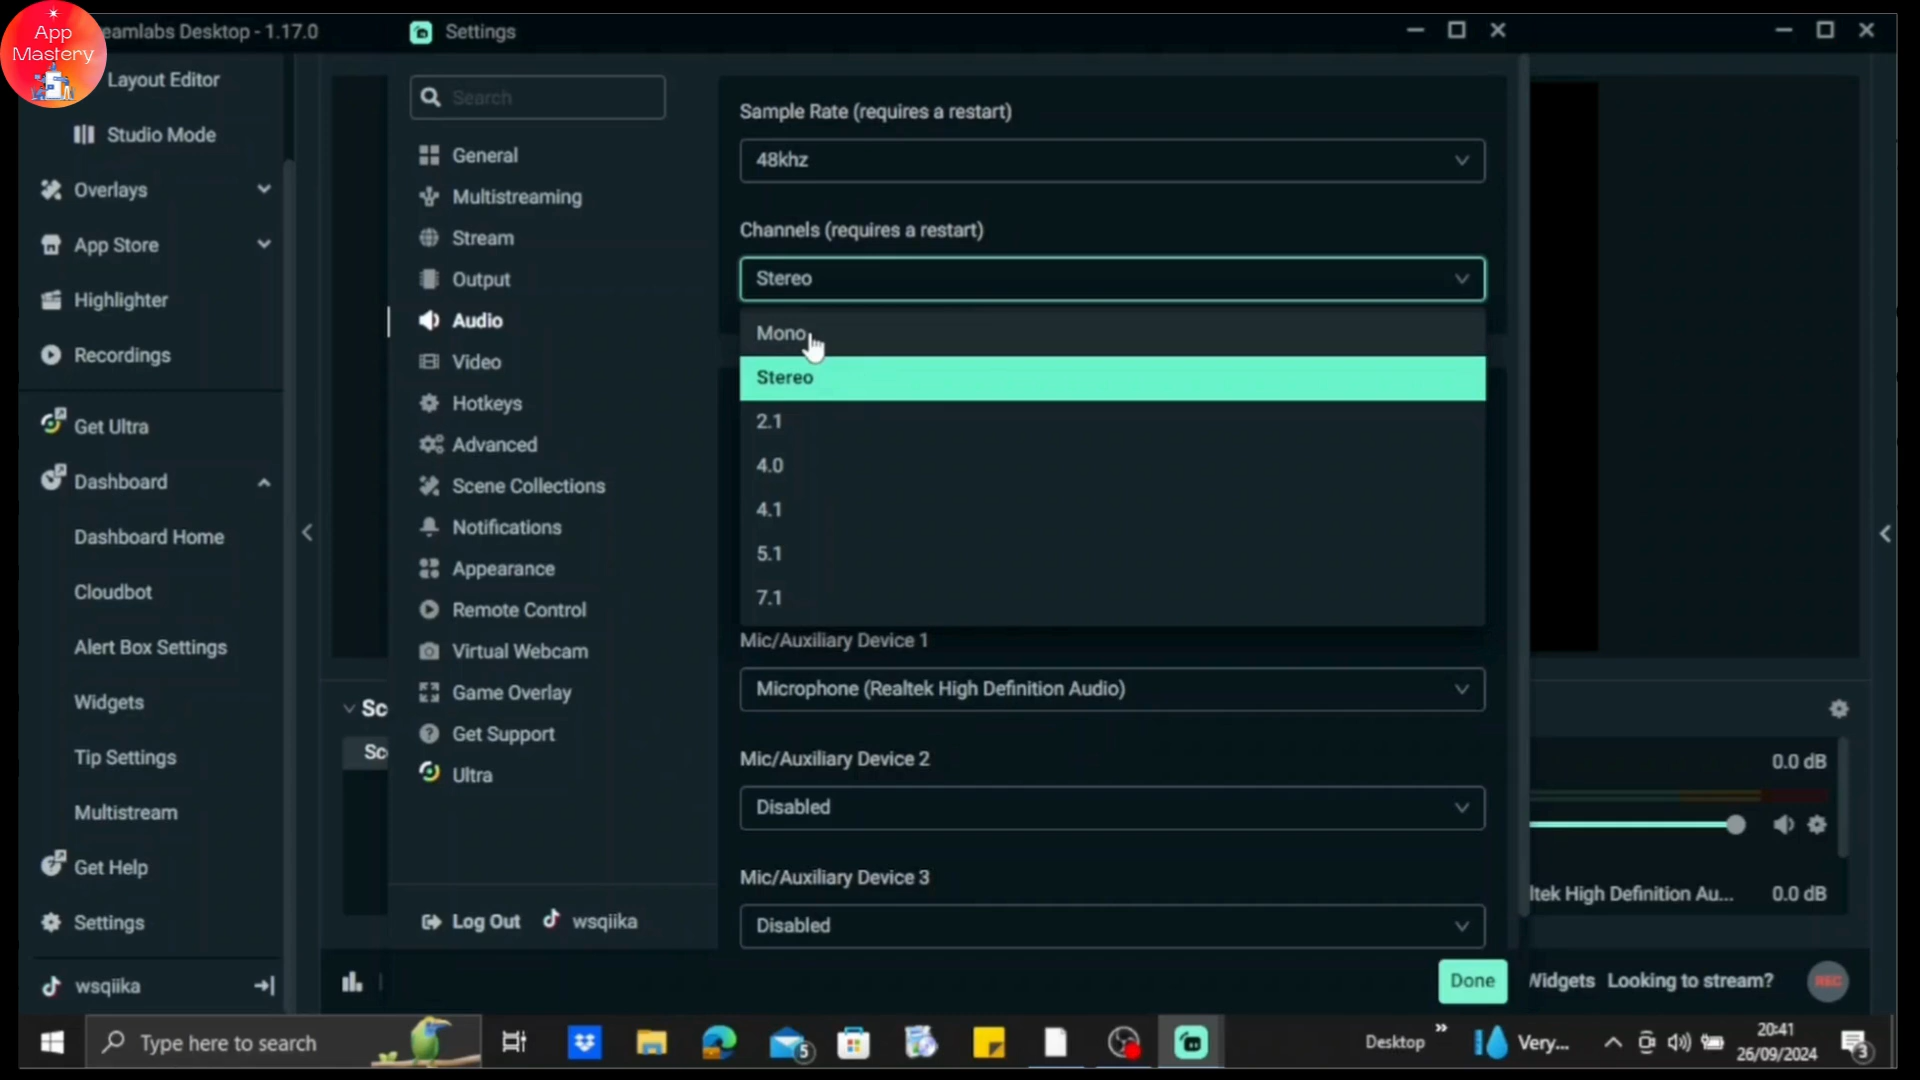 App
Mastery
eamlabs Desktop - 1.17.0
Layout Editor
Studio Mode
Overlays
App Store
Highlighter
Recordings
Get Ultra
Dashboard
Dashboard Home
Cloudbot
Alert Box Settings
Widgets
Tip Settings
Multistream
Get Help
Settings
wsqiika
Settings
Search
General
Multistreaming
Stream
Output
Audio
Video
Hotkeys
Advanced
Scene Collections
Notifications
Appearance
Remote Control
Virtual Webcam
Game Overlay
Get Support
Ultra
Log Out wsqiika
Sc
Sc
Sample Rate (requires a restart)
48khz
Channels (requires a restart)
Stereo
Mono
Stereo
2.1
4.0
4.1
5.1
7.1
Mic/Auxiliary Device 1
Microphone (Realtek High Definition Audio)
Mic/Auxiliary Device 2
Disabled
Mic/Auxiliary Device 3
Disabled
Done
0.0 dB
ltek High Definition Au... 0.0 dB
Widgets Looking to stream? REC
Type here to search
5
Desktop
Very...
20:41
26/09/2024
3